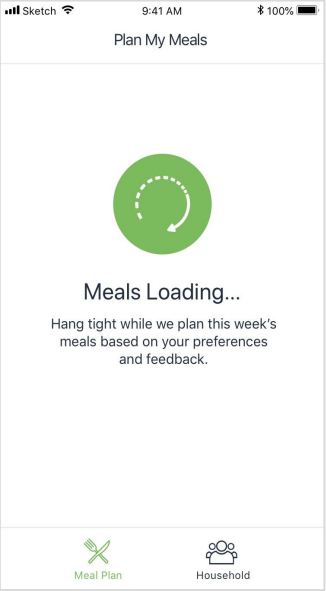 Sketch 9:41 AM 100%
Plan My Meals
Meals Loading...
Hang tight while we plan this week's
meals based on your preferences
and feedback.
Meal Plan Household